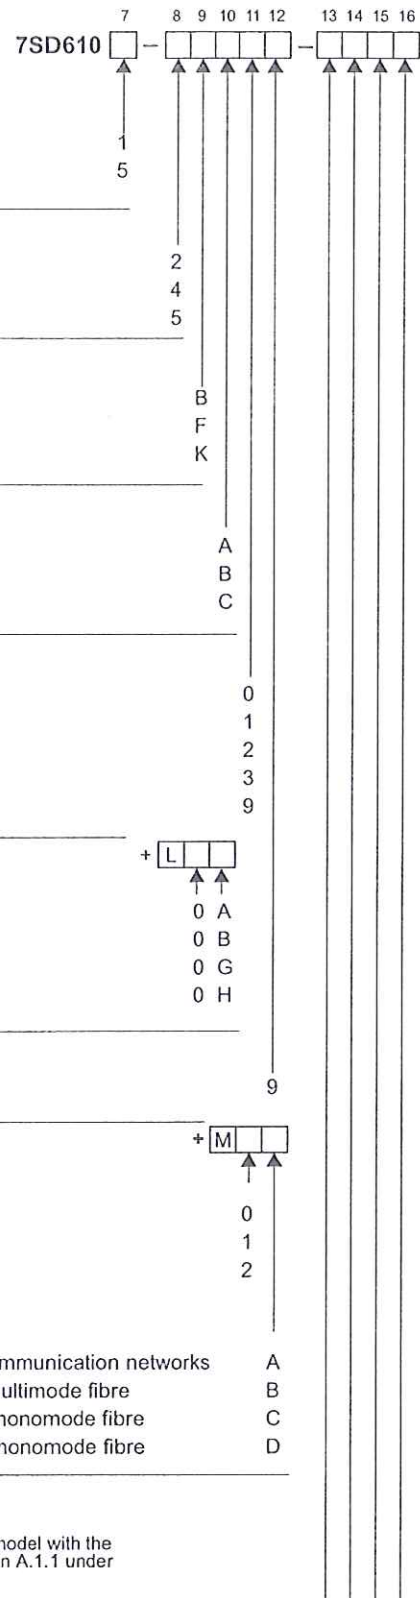 7 8 9 10 11 12 13 14 15 16
7SD610 – –
1
5
2
4
5
B
F
K
A
B
C
0
1
2
3
9
+ L
0 A
0 B
0 G
0 H
9
+ M
0
1
2
mmunication networks A
ultimode fibre B
monomode fibre C
monomode fibre D
model with the
n A.1.1 under